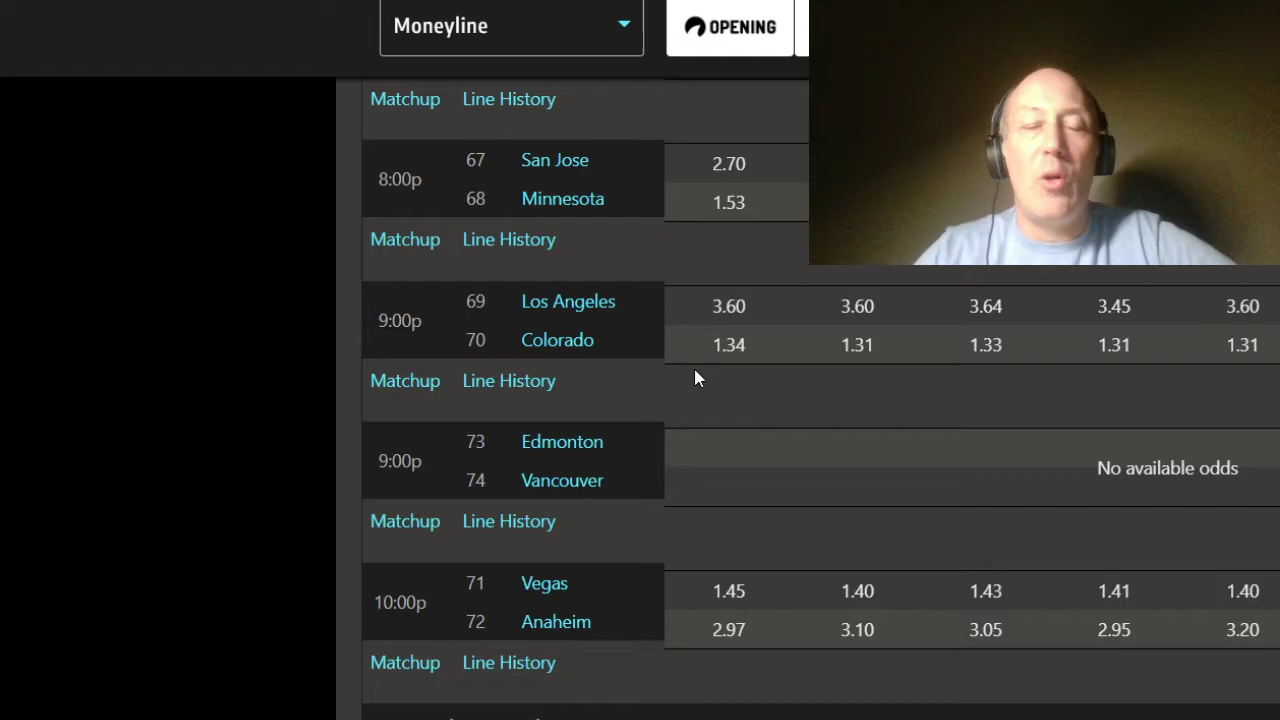 Moneyline
OPENING
Matchup Line History
8:00p
67 San Jose 2.70
68 Minnesota 1.53
Matchup Line History
9:00p
69 Los Angeles 3.60 3.60 3.64 3.45 3.60
70 Colorado 1.34 1.31 1.33 1.31 1.31
Matchup Line History
9:00p
73 Edmonton
74 Vancouver
No available odds
Matchup Line History
10:00p
71 Vegas 1.45 1.40 1.43 1.41 1.40
72 Anaheim 2.97 3.10 3.05 2.95 3.20
Matchup Line History